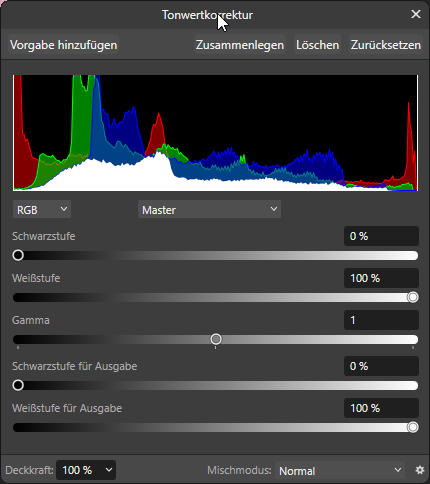 Tonwertkorrektur
Vorgabe hinzufügen Zusammenlegen Löschen Zurücksetzen
RGB Master
Schwarzstufe 0 %
Weißstufe 100 %
Gamma 1
Schwarzstufe für Ausgabe 0 %
Weißstufe für Ausgabe 100 %
Deckkraft: 100 % Mischmodus: Normal